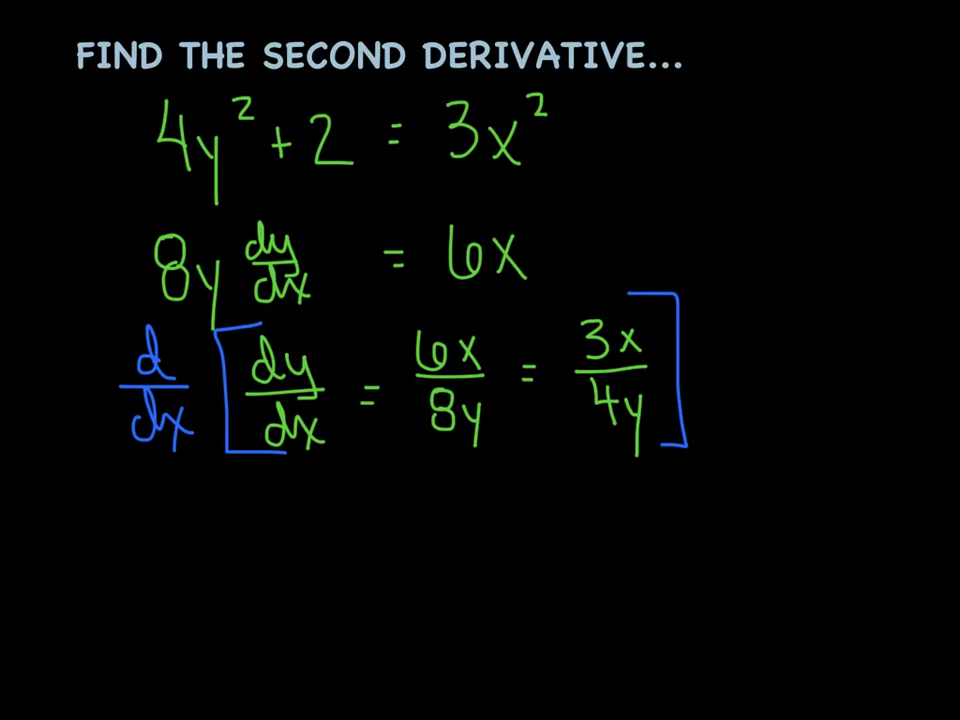 FIND THE SECOND DERIVATIVE...
4y² + 2 = 3x²
8y dy/dx = 6x
d/dx [dy/dx = 6x/8y = 3x/4y]